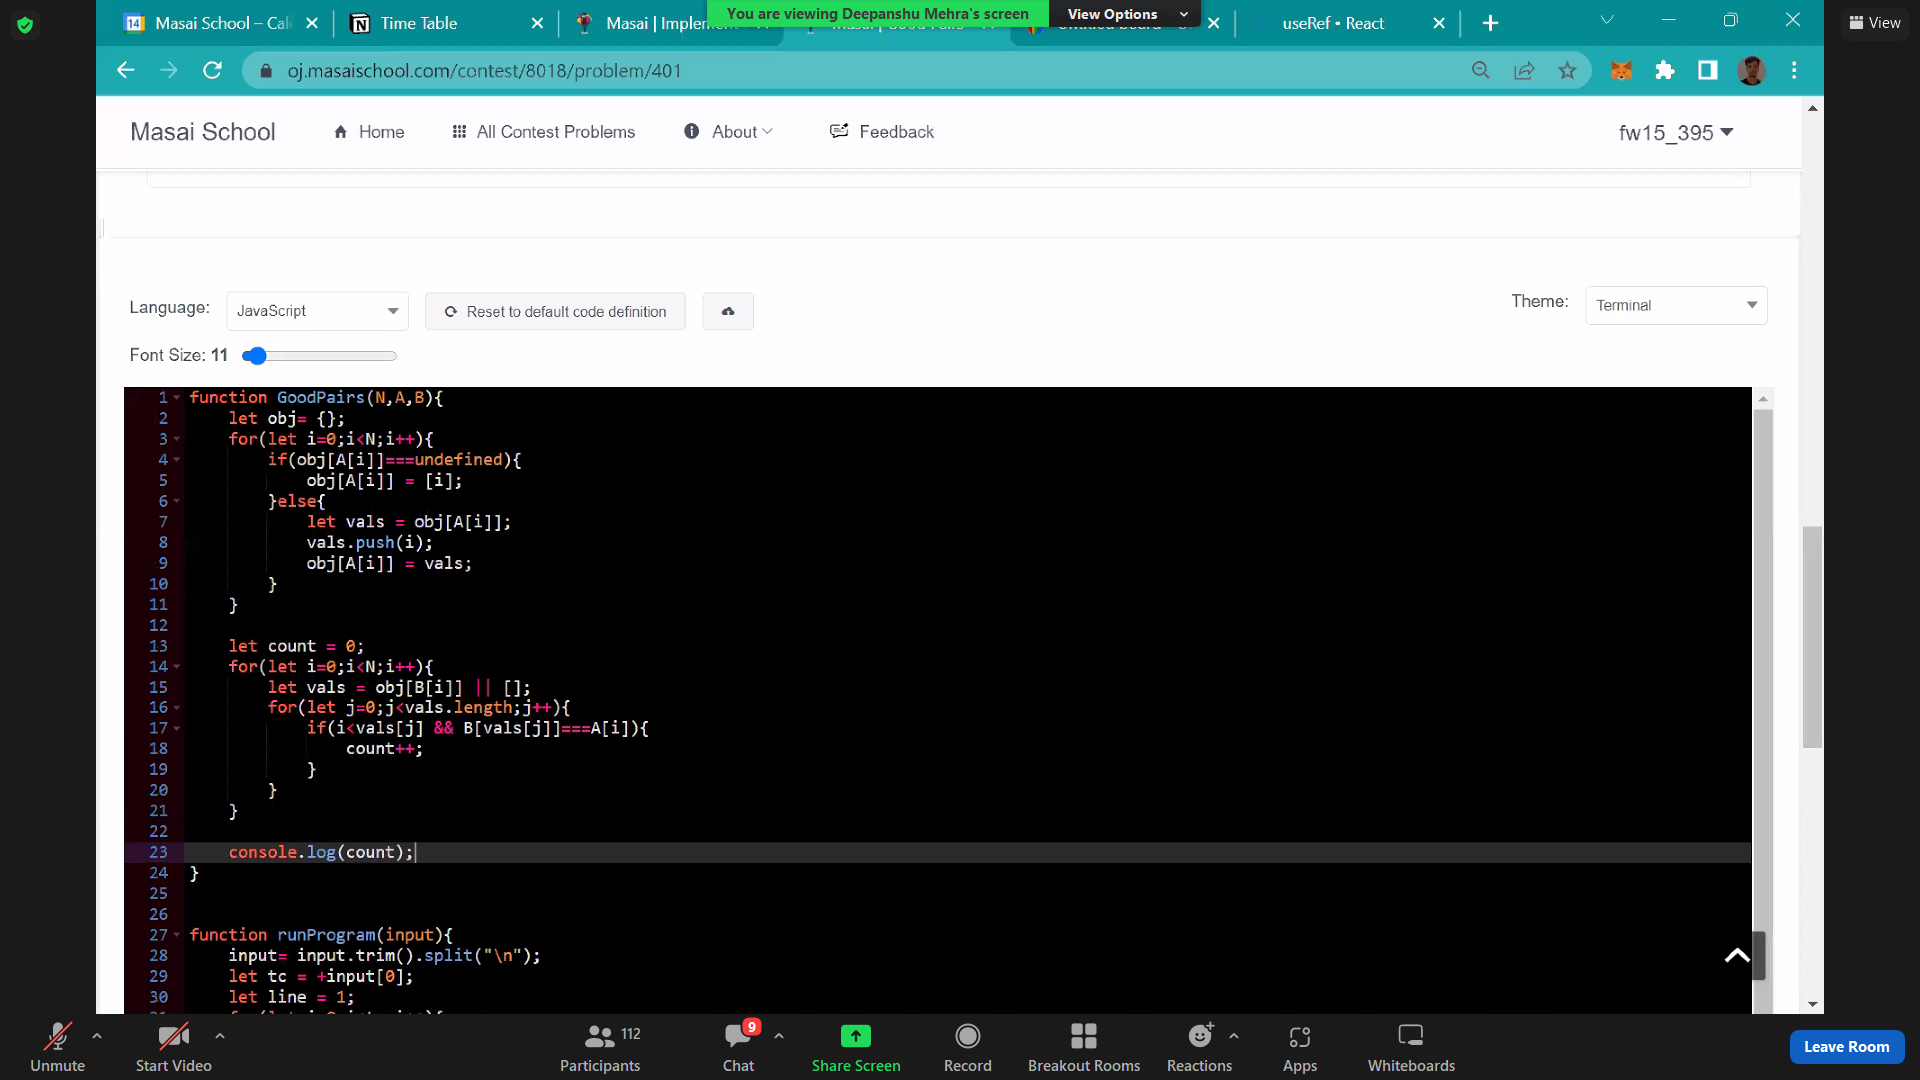 You are viewing Deepanshu Mehra's screen
View Options
View
Masai School – Cal
Time Table
Masai | Implement
useRef • React
oj.masaischool.com/contest/8018/problem/401
Masai School
Home
All Contest Problems
About
Feedback
fw15_395
Language:
JavaScript
Reset to default code definition
Theme:
Terminal
Font Size: 11
1 function GoodPairs(N,A,B){
2 let obj= {};
3 for(let i=0;i<N;i++){
4 if(obj[A[i]]===undefined){
5 obj[A[i]] = [i];
6 }else{
7 let vals = obj[A[i]];
8 vals.push(i);
9 obj[A[i]] = vals;
10 }
11 }
12
13 let count = 0;
14 for(let i=0;i<N;i++){
15 let vals = obj[B[i]] || [];
16 for(let j=0;j<vals.length;j++){
17 if(i<vals[j] && B[vals[j]]===A[i]){
18 count++;
19 }
20 }
21 }
22
23 console.log(count);
24 }
25
26
27 function runProgram(input){
28 input= input.trim().split("\n");
29 let tc = +input[0];
30 let line = 1;
Unmute
Start Video
Participants
112
Chat
9
Share Screen
Record
Breakout Rooms
Reactions
Apps
Whiteboards
Leave Room